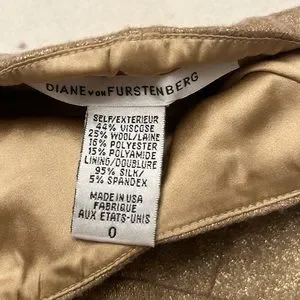 DIANE VON FURSTENBERG
SELF/EXTERIEUR
44% VISCOSE
25% WOOL/LAINE
16% POLYESTER
15% POLYAMIDE
LINING/DOUBLURE
95% SILK/
5% SPANDEX
MADE IN USA
FABRIQUE
AUX ETATS-UNIS
0